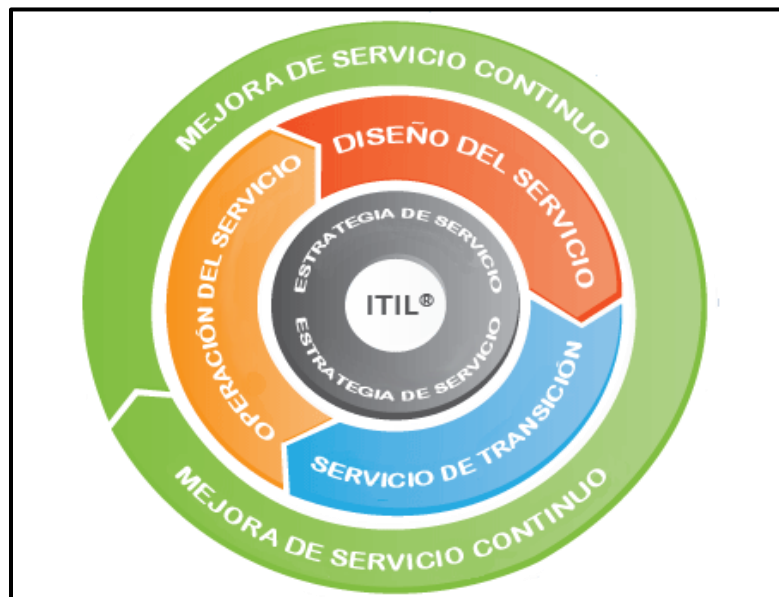 MEJORA DE SERVICIO CONTINUO
DISEÑO DEL SERVICIO
OPERACIÓN DEL SERVICIO
ESTRATEGIA DE SERVICIO
ITIL®
ESTRATEGIA DE SERVICIO
SERVICIO DE TRANSICIÓN
MEJORA DE SERVICIO CONTINUO